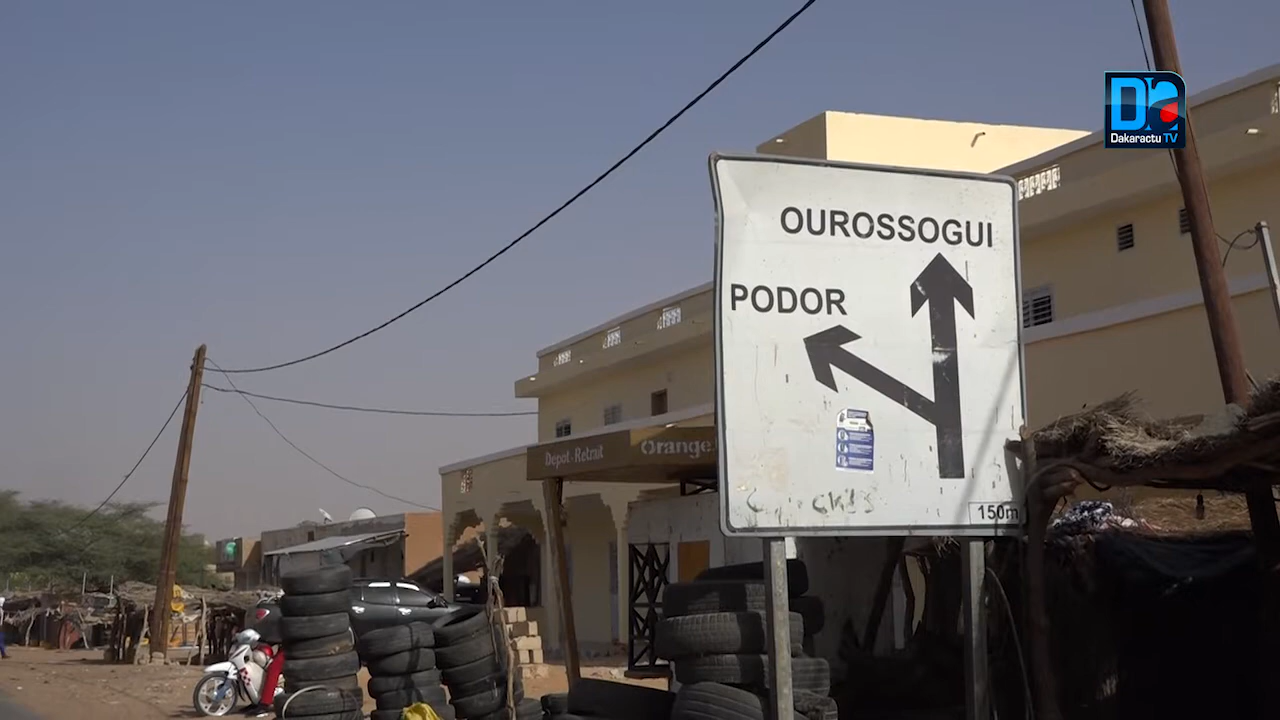 Dakaractu TV
OUROSSOGUI
PODOR
Depot-Retrait
Orange
150m